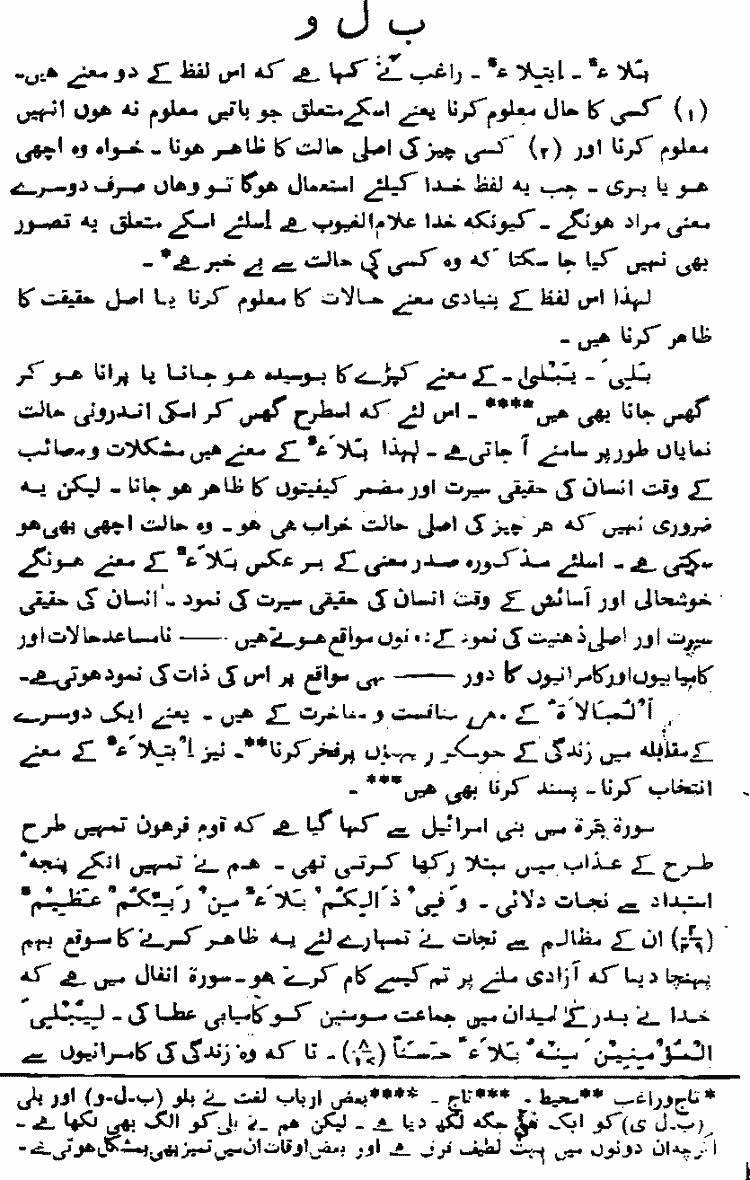 ب ل و
بَلَاءٌ - اِبْتِلَاءٌ - راغب نے کہا ہے کہ اس لفظ کے دو معنے ہیں -
(۱) کسی کا حال معلوم کرنا یعنے اسکے متعلق جو باتیں معلوم نہ ہوں انہیں
معلوم کرنا اور (۲) کسی چیز کی اصلی حالت کا ظاہر ہونا - خواہ وہ اچھی
ہو یا بری - جب یہ لفظ خدا کیلئے استعمال ہوگا تو وہاں صرف دوسرے
معنی مراد ہونگے - کیونکہ خدا علام الغیوب ہے اسلئے اسکے متعلق یہ تصور
بھی نہیں کیا جا سکتا کہ وہ کسی کی حالت سے بے خبر ہے* -
لہذا اس لفظ کے بنیادی معنے حالات کا معلوم کرنا یا اصل حقیقت کا
ظاہر کرنا ہیں -
بَلِیَ - یَبْلیٰ - کے معنے کپڑے کا بوسیدہ ہو جانا یا پرانا ہو کر
گھس جانا بھی ہیں**** - اس لئے کہ اسطرح گھس کر اسکی اندرونی حالت
نمایاں طور پر سامنے آ جاتی ہے - لہذا بَلَاءٌ کے معنے ہیں مشکلات و مصائب
کے وقت انسان کی حقیقی سیرت اور مضمر کیفیتوں کا ظاہر ہو جانا - لیکن یہ
ضروری نہیں کہ ہر چیز کی اصلی حالت خراب ہی ہو - وہ حالت اچھی بھی ہو
سکتی ہے - اسلئے مذکورہ صدر معنی کے بر عکس بَلَاءٌ کے معنے ہونگے
خوشحالی اور آسائش کے وقت انسان کی حقیقی سیرت کی نمود - انسان کی حقیقی
سیرت اور اصلی ذہنیت کی نمود کے دونوں مواقع ہوتے ہیں —— نامساعد حالات اور
کامیابیوں اور کامرانیوں کا دور —— ہی مواقع پر اس کی ذات کی نمود ہوتی ہے -
اَلْمُبَالَاۃُ کے معنی منافست و مفاخرت کے ہیں - یعنے ایک دوسرے
کے مقابلہ میں زندگی کے پر فخر کرنا** - نیز اِبْتِلَاءٌ کے معنے
انتخاب کرنا - پسند کرنا بھی ہیں*** -
سورۃ بقرۃ میں بنی اسرائیل سے کہا گیا ہے کہ قوم فرعون تمہیں طرح
طرح کے عذاب میں مبتلا رکھا کرتی تھی - ہم نے تمہیں انکے پنجہٴ
استبداد سے نجات دلائی - وَ فِیْ ذٰالِکُمْ بَلَاءٌ مِنْ رَبِّکُمْ عَظِیْمٌ
(۲/۴۹) ان کے مظالم سے نجات نے تمہارے لئے یہ ظاہر کرنے کا موقع بہم
پہنچا دیا کہ آزادی ملنے پر تم کیسے کام کرتے ہو - سورۃ انفال میں ہے کہ
خدا نے بدر کے میدان میں جماعت مومنین کو کامیابی عطا کی - لِیُبْلِیَ
الْمُؤْمِنِیْنَ مِنْہُ بَلَاءً حَسَنًا (۸/۱۷) - تا کہ وہ زندگی کی کامرانیوں سے
*تاج و راغب **محیط - ***تاج - ****بعض ارباب لغت نے بلو (ب-ل-و) اور بلی
(ب-ل-ی) کو ایک ہی جگہ لکھ دیا ہے - لیکن ہم نے بلی کو الگ بھی لکھا ہے -
اگرچہ ان دونوں میں بہت لطیف فرق ہے اور بعض اوقات ان میں تمیز بھی بمشکل ہوتی ہے -